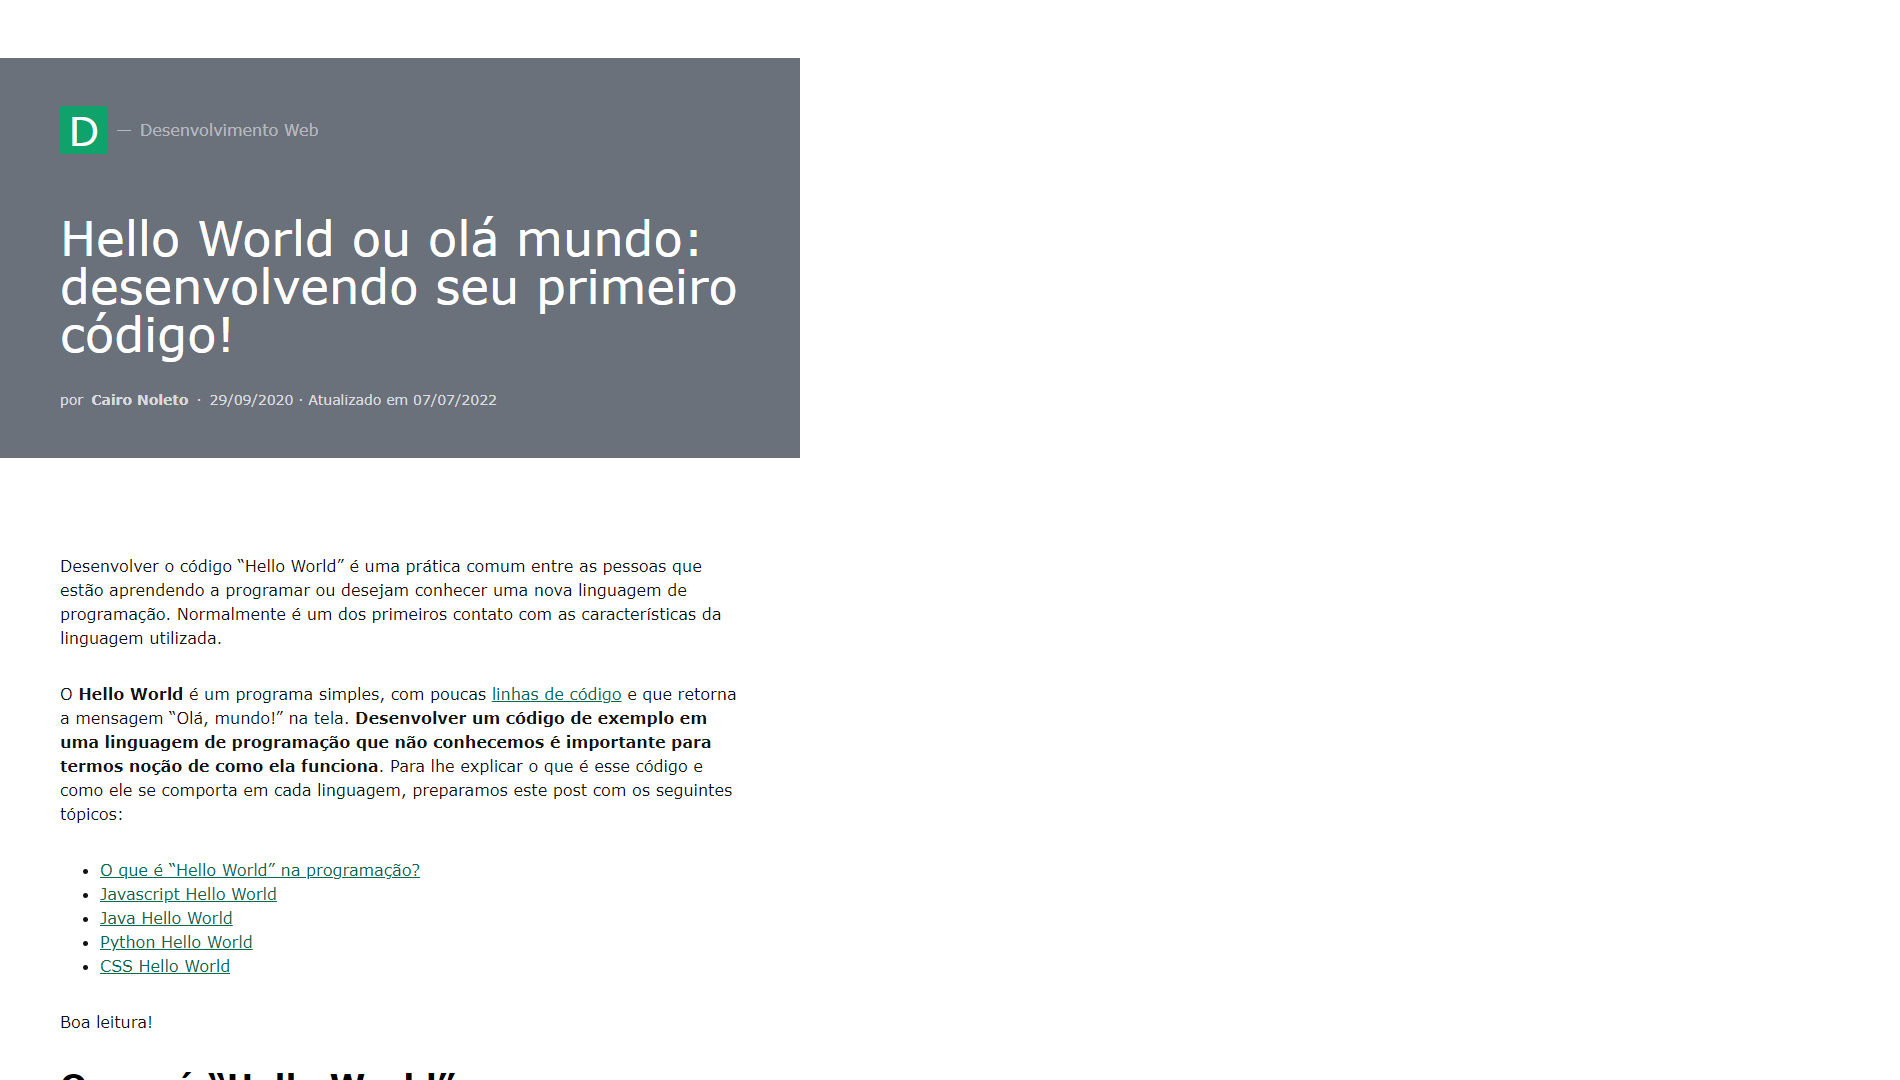 D — Desenvolvimento Web
Hello World ou olá mundo:
desenvolvendo seu primeiro
código!
por Cairo Noleto · 29/09/2020 · Atualizado em 07/07/2022
Desenvolver o código “Hello World” é uma prática comum entre as pessoas que
estão aprendendo a programar ou desejam conhecer uma nova linguagem de
programação. Normalmente é um dos primeiros contato com as características da
linguagem utilizada.
O Hello World é um programa simples, com poucas linhas de código e que retorna
a mensagem “Olá, mundo!” na tela. Desenvolver um código de exemplo em
uma linguagem de programação que não conhecemos é importante para
termos noção de como ela funciona. Para lhe explicar o que é esse código e
como ele se comporta em cada linguagem, preparamos este post com os seguintes
tópicos:
• O que é “Hello World” na programação?
• Javascript Hello World
• Java Hello World
• Python Hello World
• CSS Hello World
Boa leitura!
O que é “Hello World”